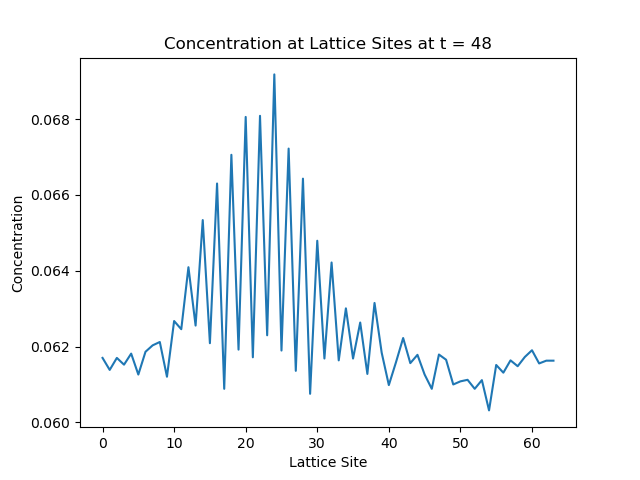 Concentration at Lattice Sites at t = 48
0.068
0.066
0.064
0.062
0.060
Concentration
0 10 20 30 40 50 60
Lattice Site